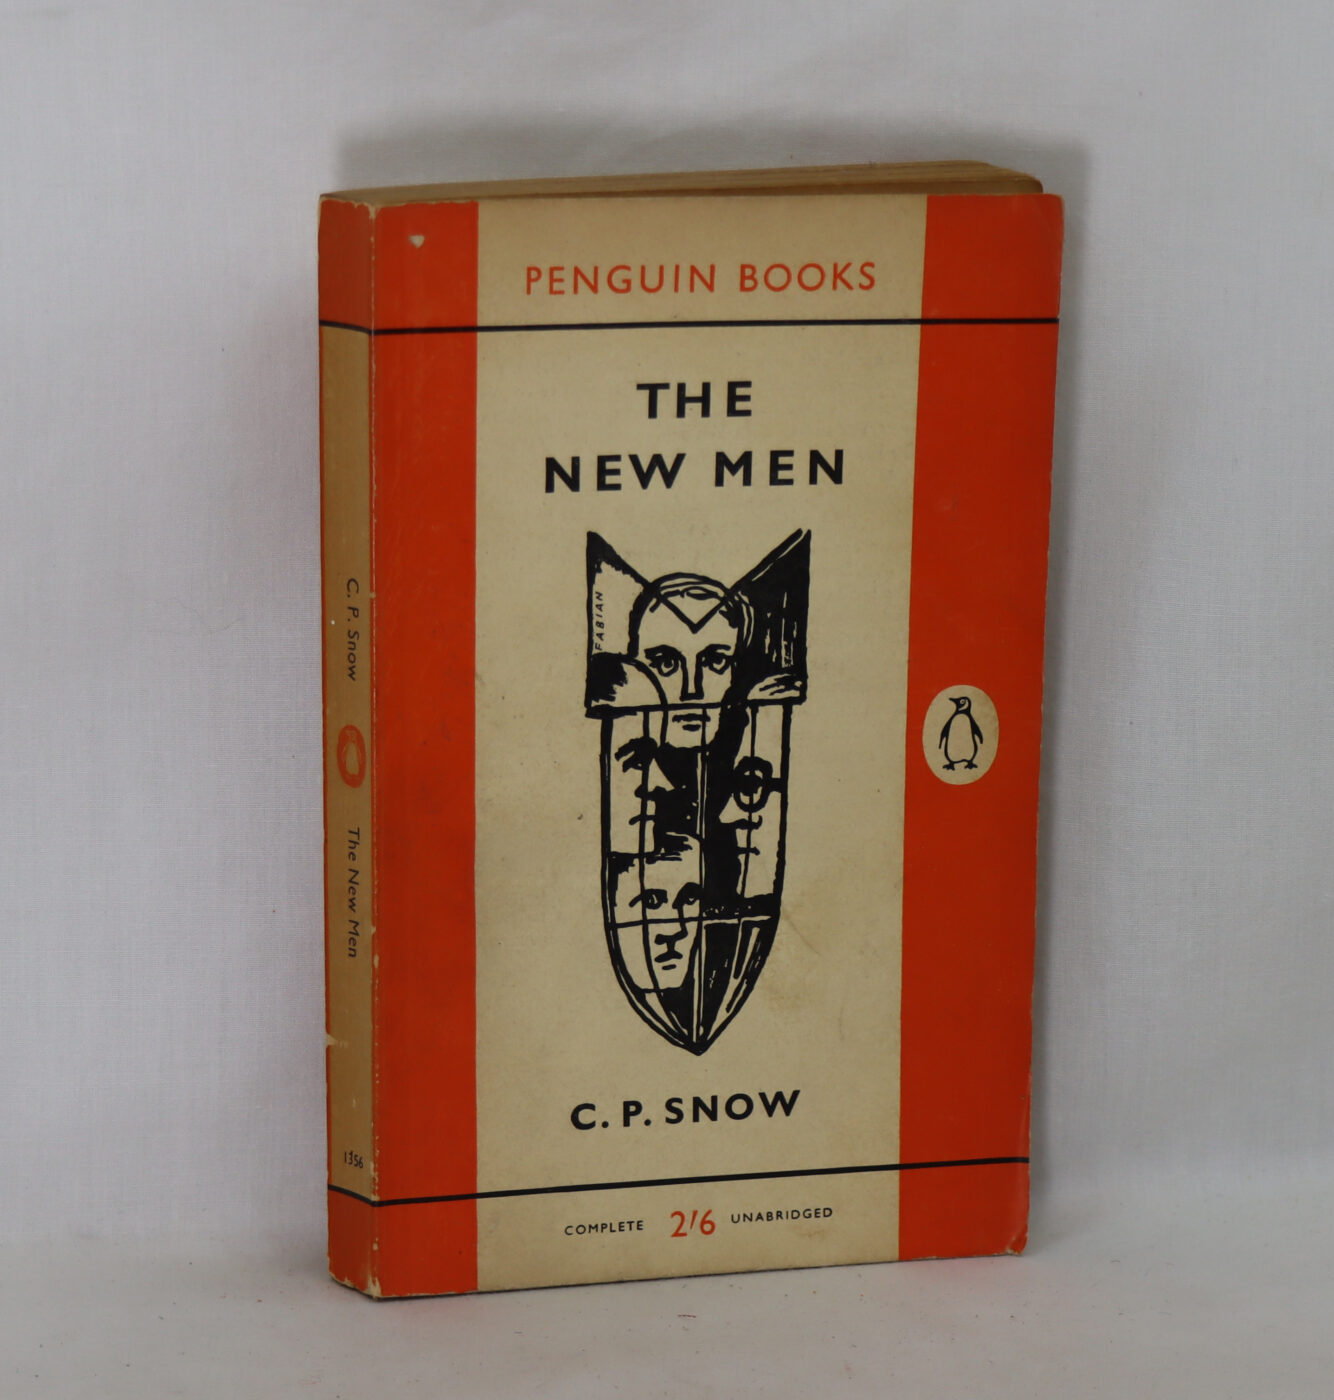 PENGUIN BOOKS
THE
NEW MEN
FABIAN
C. P. SNOW
COMPLETE 2'6 UNABRIDGED
C. P. Snow
The New Men
1356